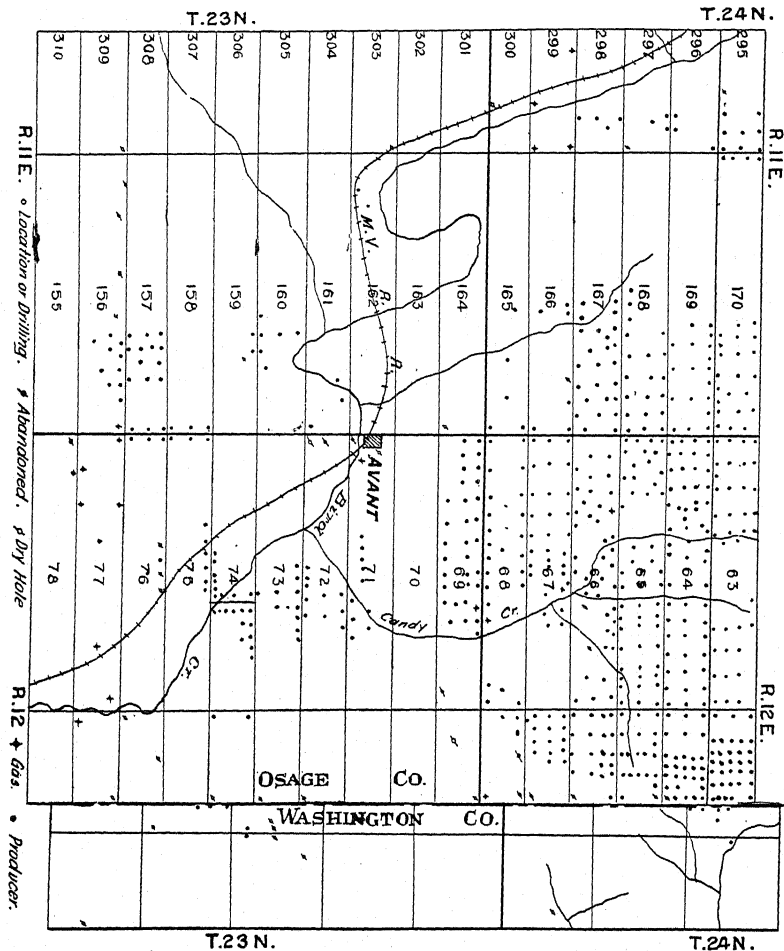 T.23N. T.24N.
310 309 308 307 306 305 304 303 302 301 300 299 298 297 296 295
R.11E. R.11E.
M.V. R. R.
155 156 157 158 159 160 161 162 163 164 165 166 167 168 169 170
AVANT
Bird
78 77 76 75 74 73 72 71 70 69 68 67 66 65 64 63
Candy Cr.
Cr.
R.12 R.12E.
OSAGE CO.
WASHINGTON CO.
T.23N. T.24N.
Location or Drilling. Abandoned. Dry Hole Gas. Producer.